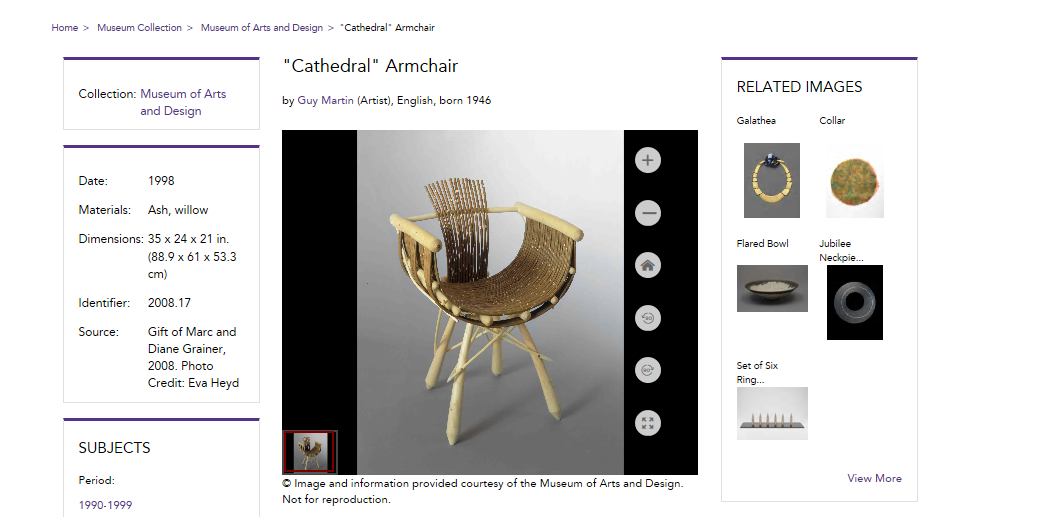 Home > Museum Collection > Museum of Arts and Design > "Cathedral" Armchair
Collection: Museum of Arts
and Design
Date: 1998
Materials: Ash, willow
Dimensions: 35 x 24 x 21 in.
(88.9 x 61 x 53.3
cm)
Identifier: 2008.17
Source: Gift of Marc and
Diane Grainer,
2008. Photo
Credit: Eva Heyd
SUBJECTS
Period:
1990-1999
"Cathedral" Armchair
by Guy Martin (Artist), English, born 1946
90
90
© Image and information provided courtesy of the Museum of Arts and Design.
Not for reproduction.
RELATED IMAGES
Galathea
Collar
Flared Bowl
Jubilee
Neckpie...
Set of Six
Ring...
View More